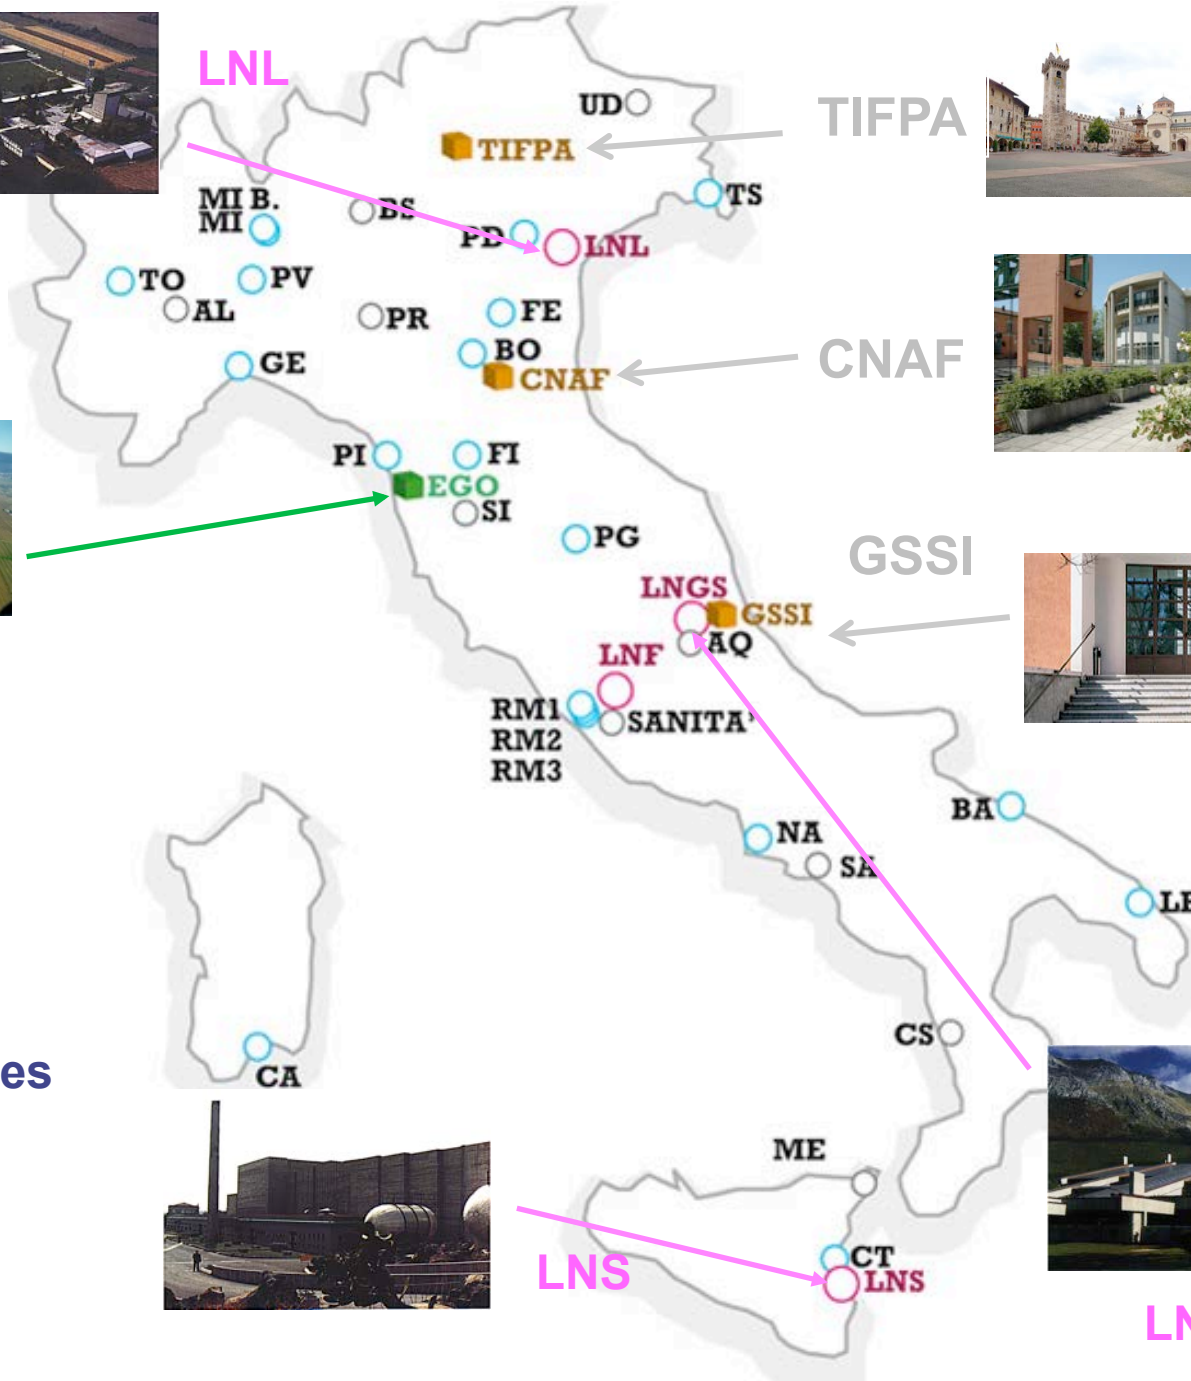 LNL
UD
TIFPA
TIFPA
MI B.
MI
BS
TS
PD
LNL
TO
PV
AL
PR
FE
BO
CNAF
CNAF
GE
PI
FI
EGO
SI
PG
GSSI
LNGS
GSSI
AQ
LNF
RM1
SANITA'
RM2
RM3
BA
NA
SA
CS
es
CA
ME
CT
LNS
LNS